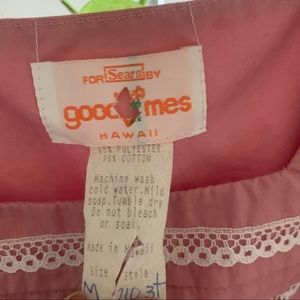 FOR Sears BY
good mes
HAWAII
65% POLYESTER
35% COTTON
Machine wash
cold water. Mild
soap. Tumble dry
Do not bleach
or soak.
Made in Hawaii
size style
M